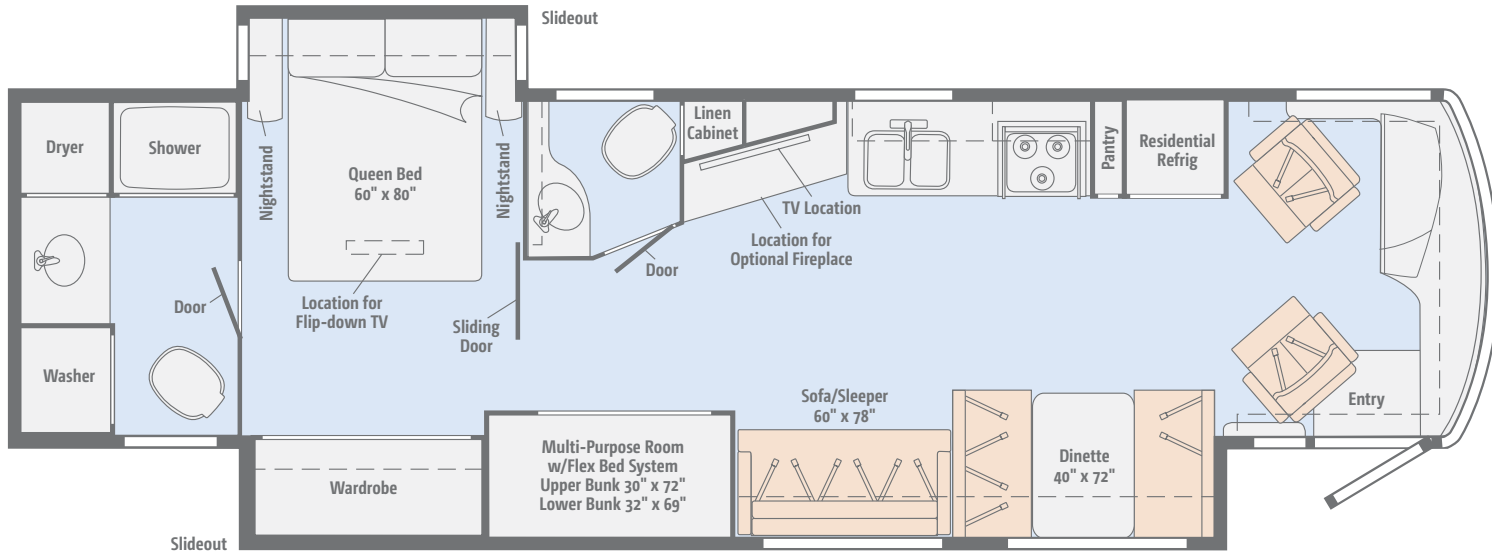 Slideout
Dryer
Shower
Nightstand
Queen Bed
60" x 80"
Nightstand
Linen
Cabinet
Pantry
Residential
Refrig
TV Location
Location for
Optional Fireplace
Door
Door
Location for
Flip-down TV
Sliding
Door
Washer
Wardrobe
Multi-Purpose Room
w/Flex Bed System
Upper Bunk 30" x 72"
Lower Bunk 32" x 69"
Sofa/Sleeper
60" x 78"
Dinette
40" x 72"
Entry
Slideout